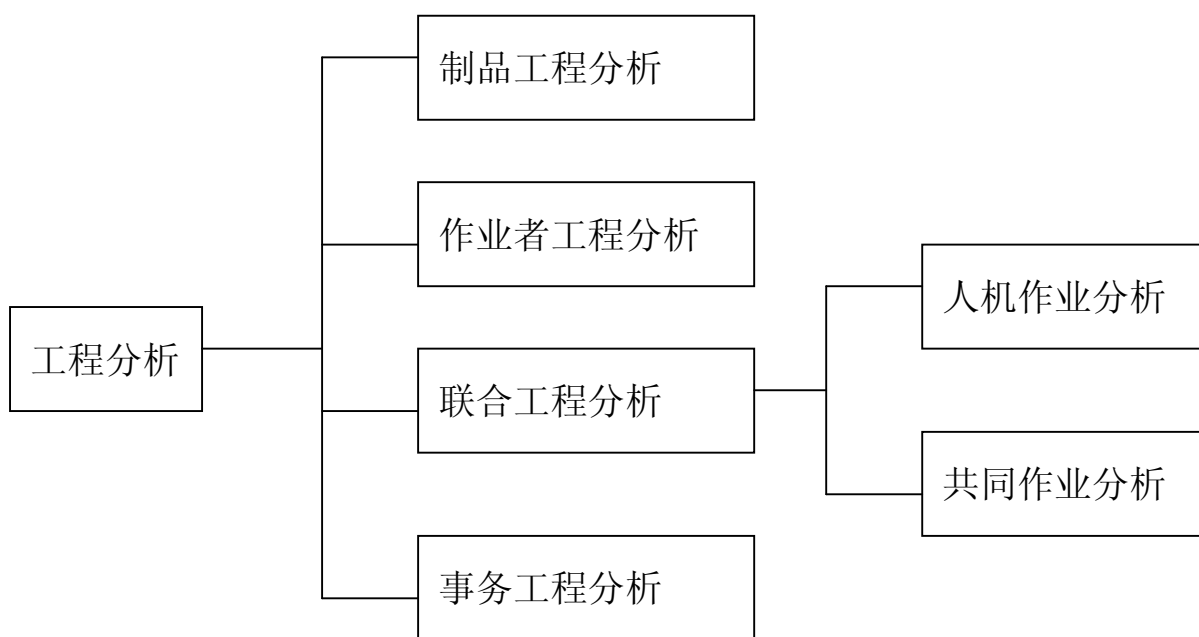 工程分析
制品工程分析
作业者工程分析
联合工程分析
事务工程分析
人机作业分析
共同作业分析